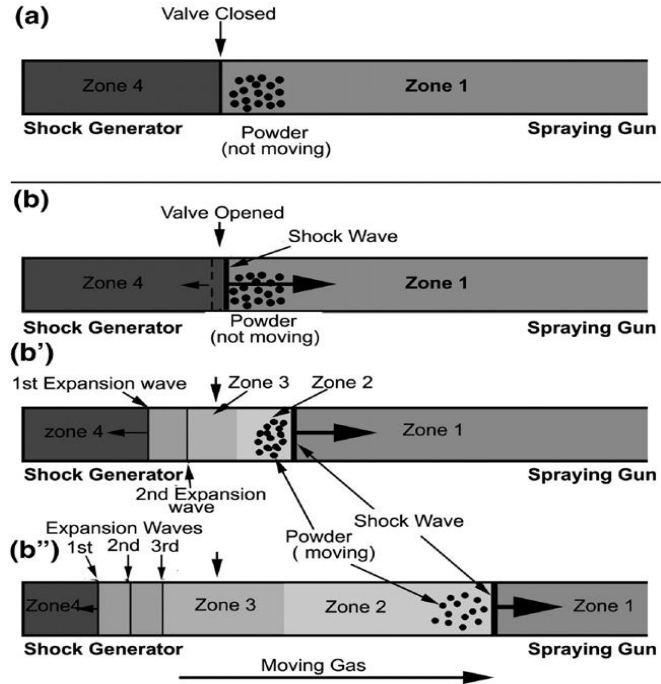 (a)
Valve Closed
Zone 4
Zone 1
Shock Generator
Powder
(not moving)
Spraying Gun
(b)
Valve Opened
Shock Wave
Zone 4
Zone 1
Shock Generator
Powder
(not moving)
Spraying Gun
(b')
1st Expansion wave
Zone 3
Zone 2
zone 4
Zone 1
Shock Generator
2nd Expansion
wave
Spraying Gun
Powder
( moving)
Shock Wave
(b")
Expansion Waves
1st
2nd
3rd
Zone4
Zone 3
Zone 2
Zone 1
Shock Generator
Moving Gas
Spraying Gun